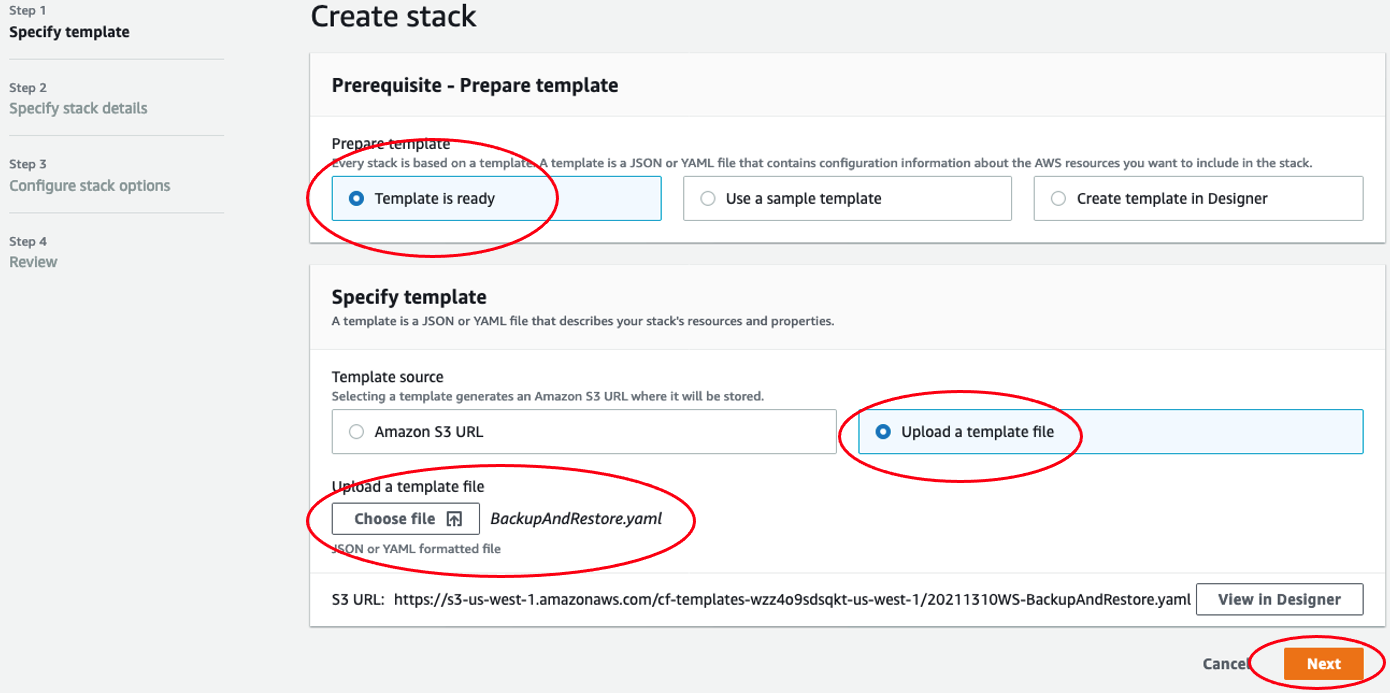 Step 1
Specify template
Step 2
Specify stack details
Step 3
Configure stack options
Step 4
Review
Create stack
Prerequisite - Prepare template
Prepare template
Every stack is based on a template. A template is a JSON or YAML file that contains configuration information about the AWS resources you want to include in the stack.
Template is ready
Use a sample template
Create template in Designer
Specify template
A template is a JSON or YAML file that describes your stack's resources and properties.
Template source
Selecting a template generates an Amazon S3 URL where it will be stored.
Amazon S3 URL
Upload a template file
Upload a template file
Choose file BackupAndRestore.yaml
JSON or YAML formatted file
S3 URL: https://s3-us-west-1.amazonaws.com/cf-templates-wzz4o9sdsqkt-us-west-1/20211310WS-BackupAndRestore.yaml View in Designer
Cancel Next